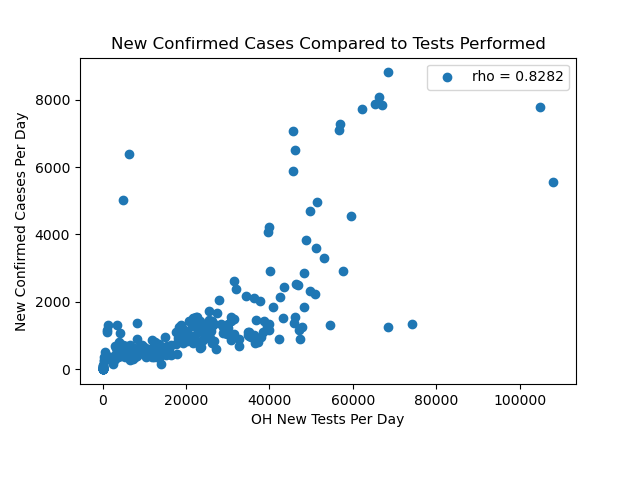 New Confirmed Cases Compared to Tests Performed
rho = 0.8282
New Confirmed Caeses Per Day
8000
6000
4000
2000
0
0 20000 40000 60000 80000 100000
OH New Tests Per Day